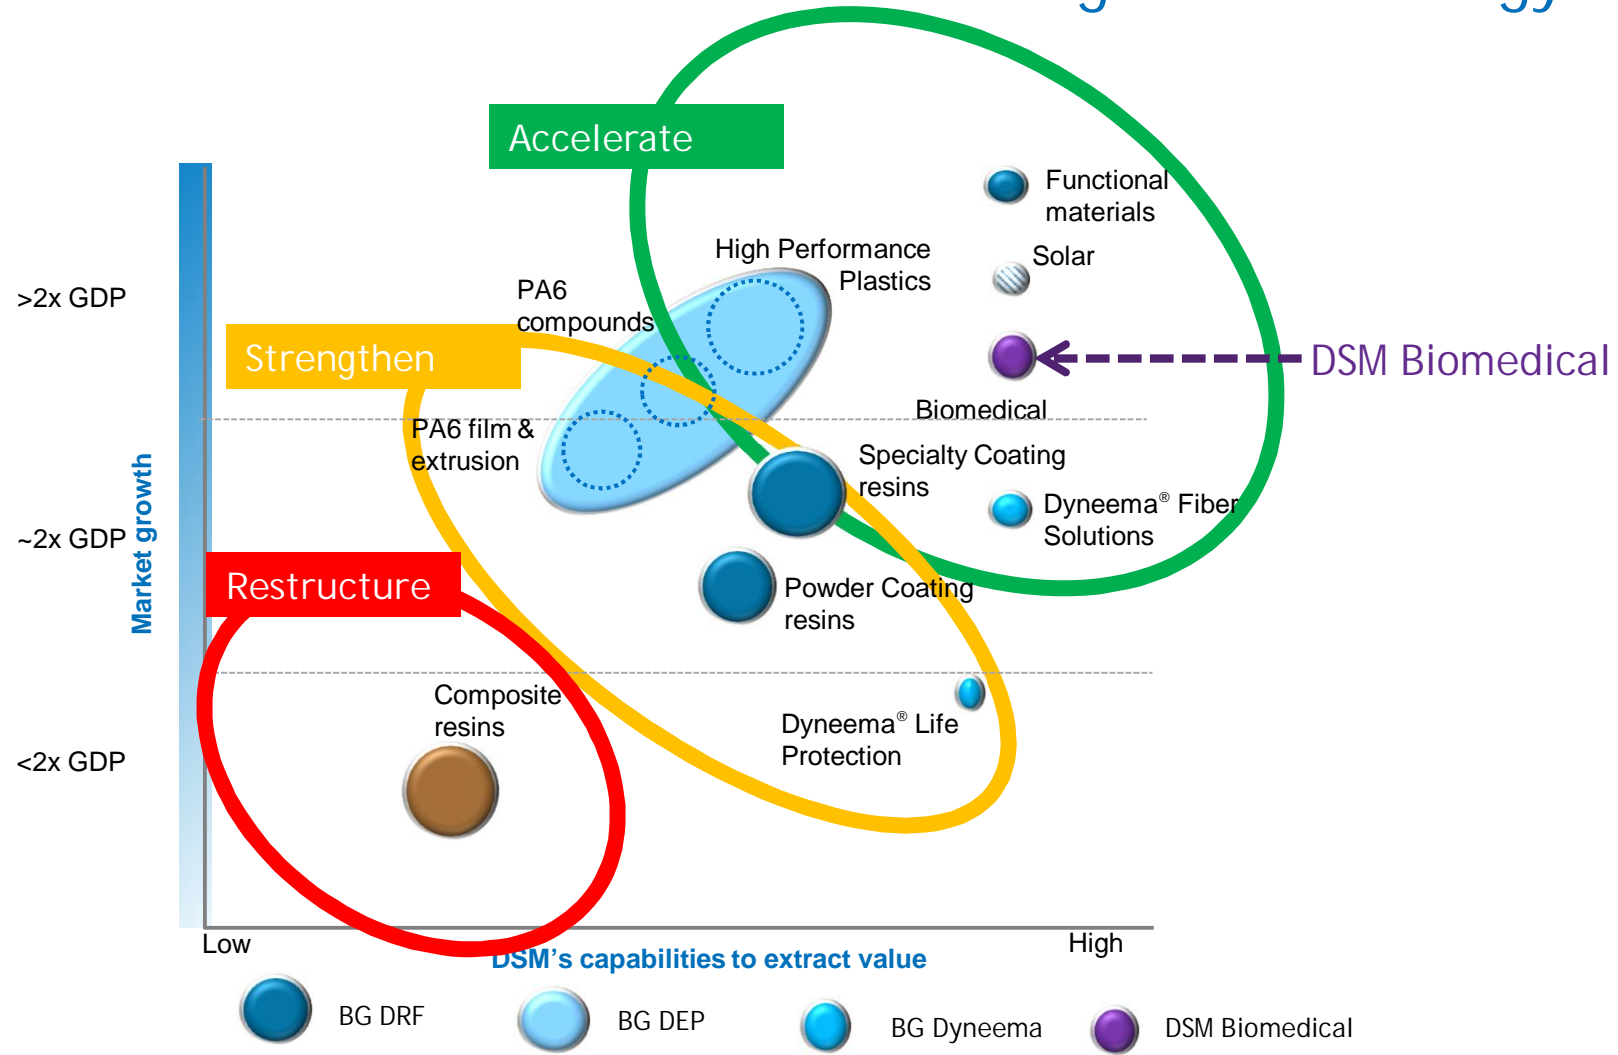 Accelerate
Functional
materials
High Performance
Plastics
Solar
PA6
compounds
>2x GDP
Strengthen
DSM Biomedical
Biomedical
PA6 film &
extrusion
Specialty Coating
resins
Dyneema® Fiber
Solutions
~2x GDP
Market growth
Restructure
Powder Coating
resins
Composite
resins
Dyneema® Life
Protection
<2x GDP
Low
High
DSM's capabilities to extract value
BG DRF
BG DEP
BG Dyneema
DSM Biomedical